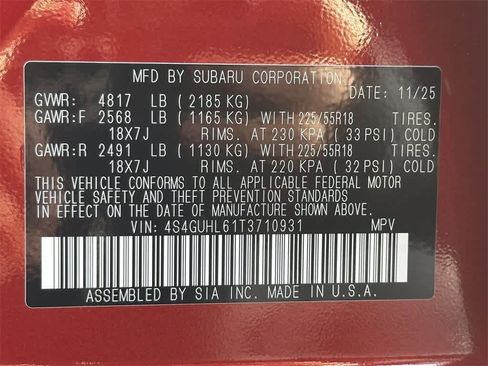 MFD BY SUBARU CORPORATION
DATE: 11/25
GVWR: 4817 LB ( 2185 KG)
GAWR:F 2568 LB ( 1165 KG) WITH 225/55R18 TIRES.
18X7J RIMS. AT 230 KPA ( 33 PSI) COLD
GAWR:R 2491 LB ( 1130 KG) WITH 225/55R18 TIRES.
18X7J RIMS. AT 220 KPA ( 32 PSI) COLD
THIS VEHICLE CONFORMS TO ALL APPLICABLE FEDERAL MOTOR
VEHICLE SAFETY AND THEFT PREVENTION STANDARDS
IN EFFECT ON THE DATE OF MANUFACTURE SHOWN ABOVE.
VIN: 4S4GUHL61T3710931 MPV
ASSEMBLED BY SIA INC. MADE IN U.S.A.